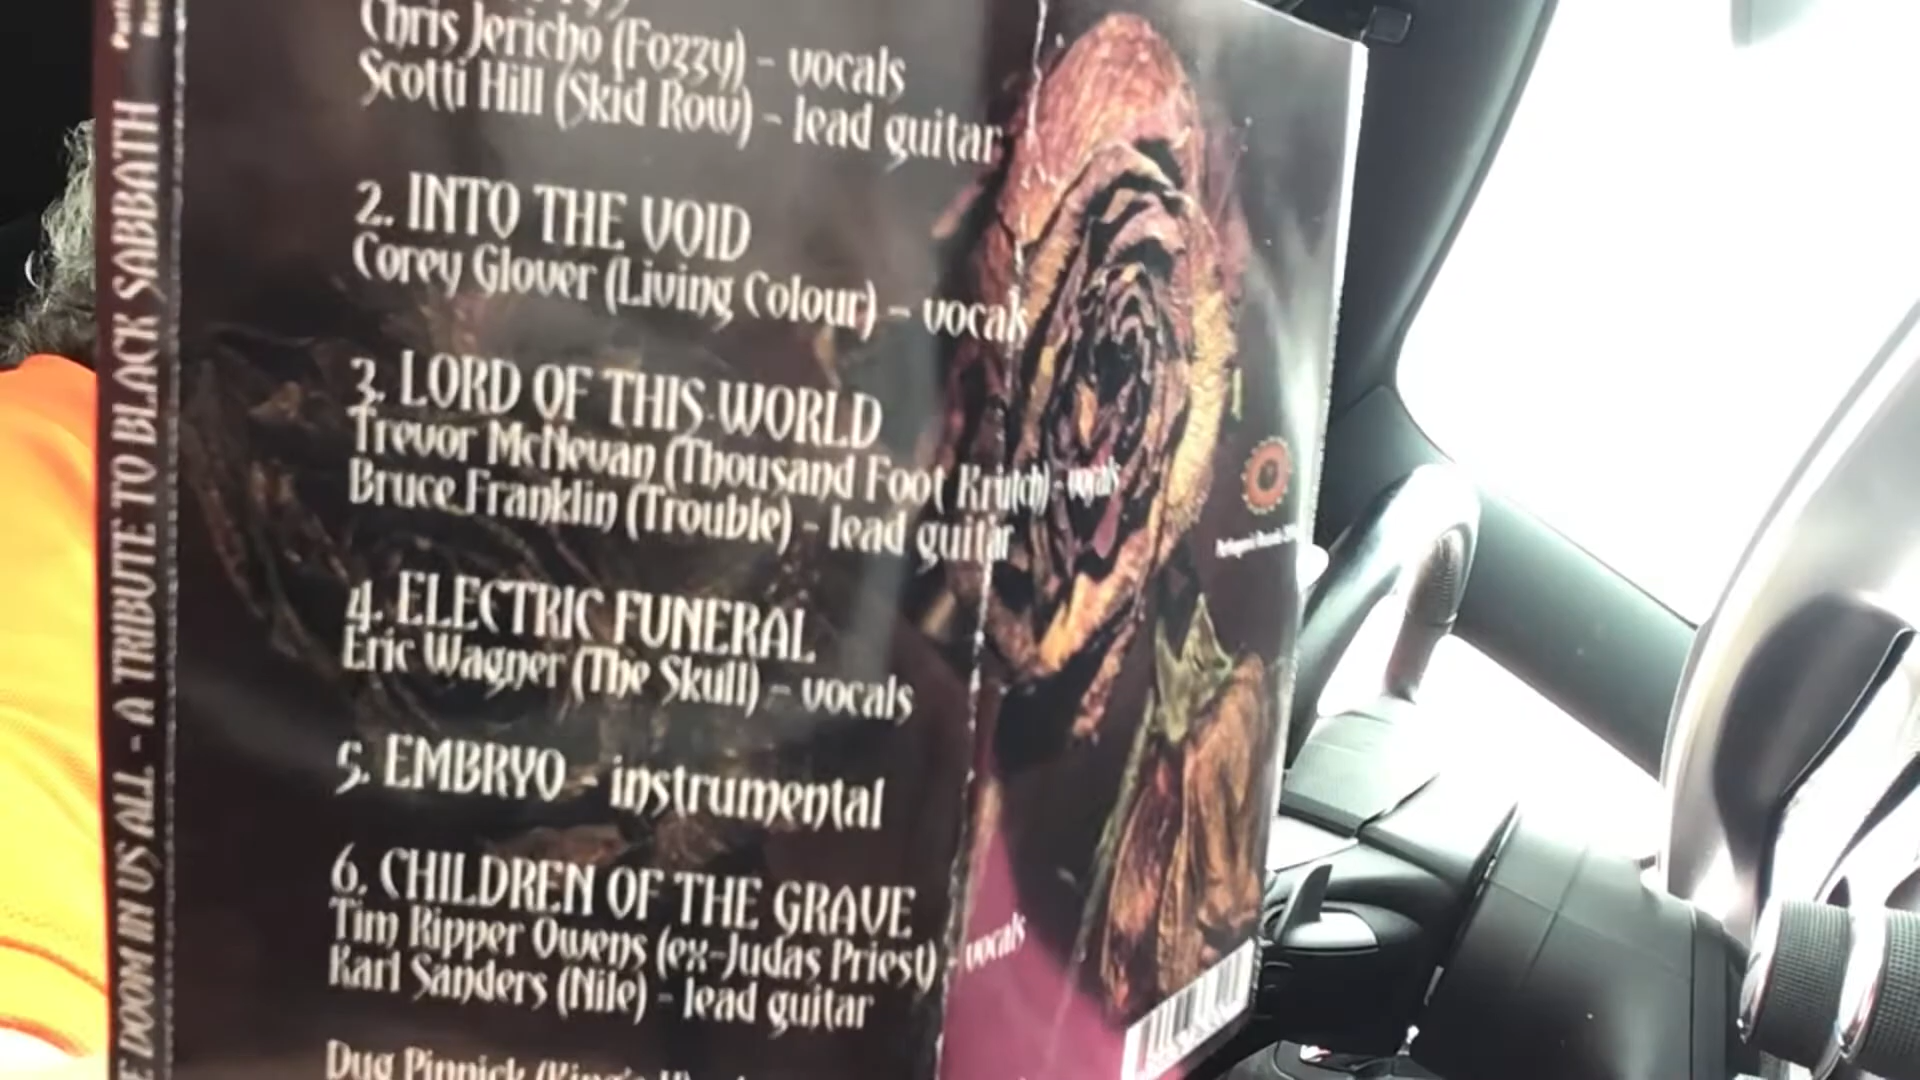 Chris Jericho (Fozzy) - vocals
Scotti Hill (Skid Row) - lead guitar
2. INTO THE VOID
Corey Glover (Living Colour) - vocals
3. LORD OF THIS WORLD
Trevor McNevan (Thousand Foot Krutch) - vocals
Bruce Franklin (Trouble) - lead guitar
4. ELECTRIC FUNERAL
Eric Wagner (The Skull) - vocals
5. EMBRYO - instrumental
6. CHILDREN OF THE GRAVE
Tim Ripper Owens (ex-Judas Priest) - vocals
Karl Sanders (Nile) - lead guitar
Dug Pinnick (King's X)
DOOM IN US ALL - A TRIBUTE TO BLACK SABBATH